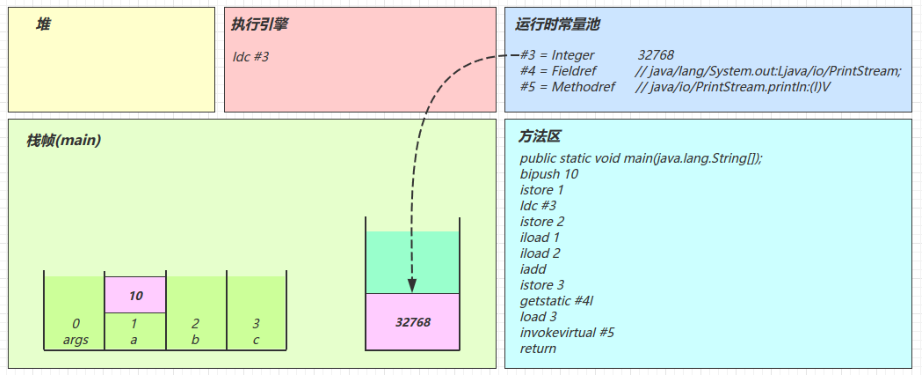 堆
执行引擎
ldc #3
运行时常量池
#3 = Integer 32768
#4 = Fieldref // java/lang/System.out:Ljava/io/PrintStream;
#5 = Methodref // java/io/PrintStream.println:(I)V
栈帧(main)
10
0 1 2 3
args a b c
32768
方法区
public static void main(java.lang.String[]);
bipush 10
istore 1
ldc #3
istore 2
iload 1
iload 2
iadd
istore 3
getstatic #4l
load 3
invokevirtual #5
return